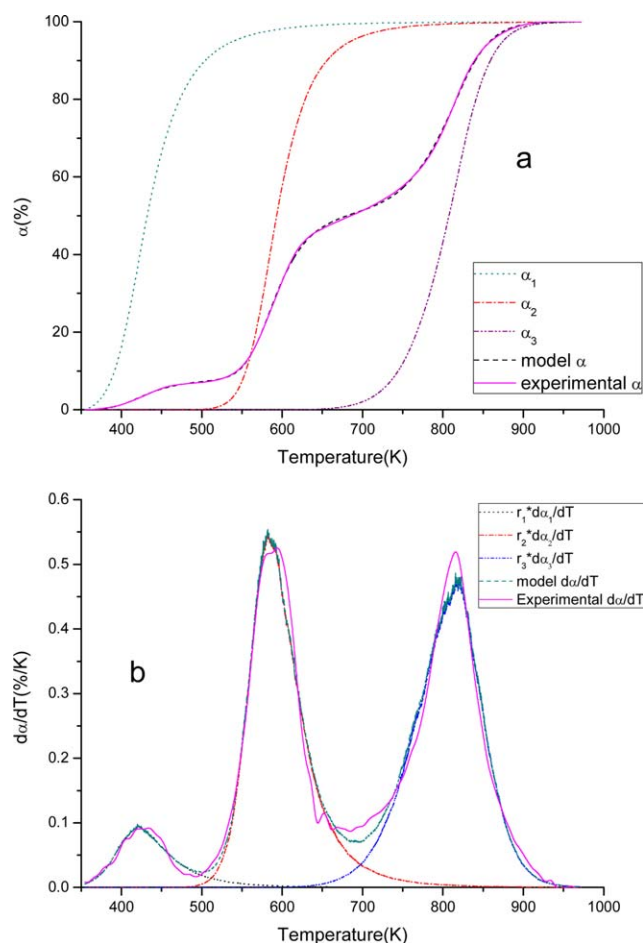 100
80
60
40
20
0
α(%)
a
α1
α2
α3
model α
experimental α
400 500 600 700 800 900 1000
Temperature(K)
0.6
0.5
0.4
0.3
0.2
0.1
0.0
dα/dT(%/K)
b
r1*dα1/dT
r2*dα2/dT
r3*dα3/dT
model dα/dT
Experimental dα/dT
400 500 600 700 800 900 1000
Temperature(K)